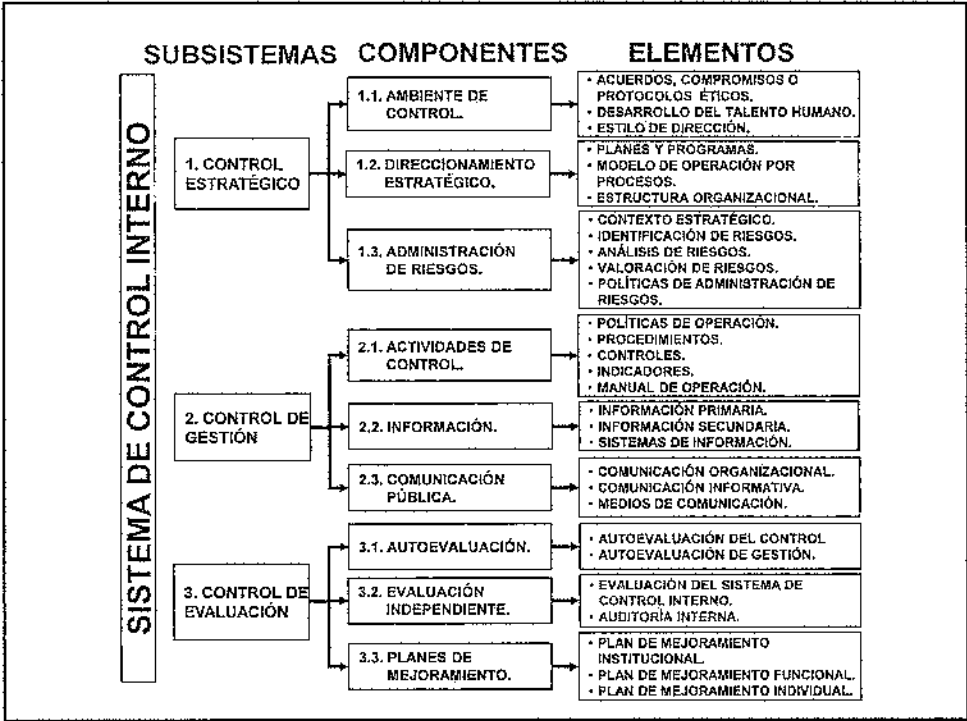 SUBSISTEMAS COMPONENTES ELEMENTOS
SISTEMA DE CONTROL INTERNO
1. CONTROL
ESTRATÉGICO
1.1. AMBIENTE DE
CONTROL.
• ACUERDOS, COMPROMISOS O
PROTOCOLOS ÉTICOS.
• DESARROLLO DEL TALENTO HUMANO.
• ESTILO DE DIRECCIÓN.
1.2. DIRECCIONAMIENTO
ESTRATÉGICO.
• PLANES Y PROGRAMAS.
• MODELO DE OPERACIÓN POR
PROCESOS.
• ESTRUCTURA ORGANIZACIONAL.
1.3. ADMINISTRACIÓN
DE RIESGOS.
• CONTEXTO ESTRATÉGICO.
• IDENTIFICACIÓN DE RIESGOS.
• ANÁLISIS DE RIESGOS.
• VALORACIÓN DE RIESGOS.
• POLÍTICAS DE ADMINISTRACIÓN DE
RIESGOS.
2. CONTROL DE
GESTIÓN
2.1. ACTIVIDADES DE
CONTROL.
• POLÍTICAS DE OPERACIÓN.
• PROCEDIMIENTOS.
• CONTROLES.
• INDICADORES.
• MANUAL DE OPERACIÓN.
2.2. INFORMACIÓN.
• INFORMACIÓN PRIMARIA.
• INFORMACIÓN SECUNDARIA.
• SISTEMAS DE INFORMACIÓN.
2.3. COMUNICACIÓN
PÚBLICA.
• COMUNICACIÓN ORGANIZACIONAL.
• COMUNICACIÓN INFORMATIVA.
• MEDIOS DE COMUNICACIÓN.
3. CONTROL DE
EVALUACIÓN
3.1. AUTOEVALUACIÓN.
• AUTOEVALUACIÓN DEL CONTROL
• AUTOEVALUACIÓN DE GESTIÓN.
3.2. EVALUACIÓN
INDEPENDIENTE.
• EVALUACIÓN DEL SISTEMA DE
CONTROL INTERNO.
• AUDITORÍA INTERNA.
3.3. PLANES DE
MEJORAMIENTO.
• PLAN DE MEJORAMIENTO
INSTITUCIONAL.
• PLAN DE MEJORAMIENTO FUNCIONAL.
• PLAN DE MEJORAMIENTO INDIVIDUAL.